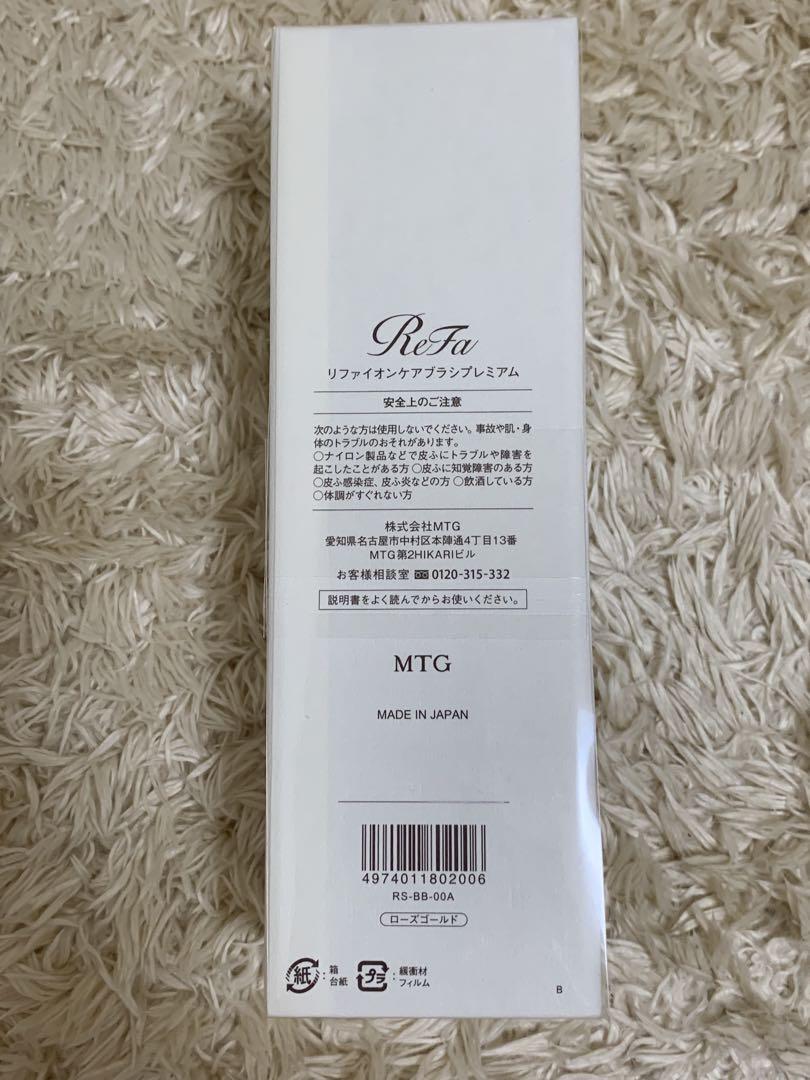 ReFa
リファイオンケアブラシプレミアム
安全上のご注意
次のような方は使用しないでください。事故や肌・身
体のトラブルのおそれがあります。
○ナイロン製品などで皮ふにトラブルや障害を
起こしたことがある方 ○皮ふに知覚障害のある方
○皮ふ感染症、皮ふ炎などの方 ○飲酒している方
○体調がすぐれない方
株式会社MTG
愛知県名古屋市中村区本陣通4丁目13番
MTG第2HIKARIビル
お客様相談室 0120-315-332
説明書をよく読んでからお使いください。
MTG
MADE IN JAPAN
4974011802006
RS-BB-00A
ローズゴールド
紙 : 箱
台紙
プラ : 緩衝材
フィルム
B